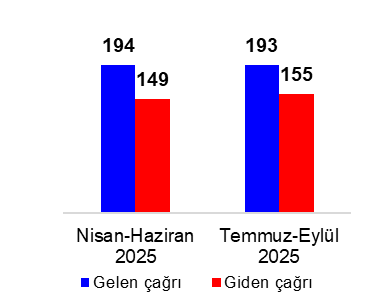 194
149
193
155
Nisan-Haziran
2025
Temmuz-Eylül
2025
Gelen çağrı
Giden çağrı